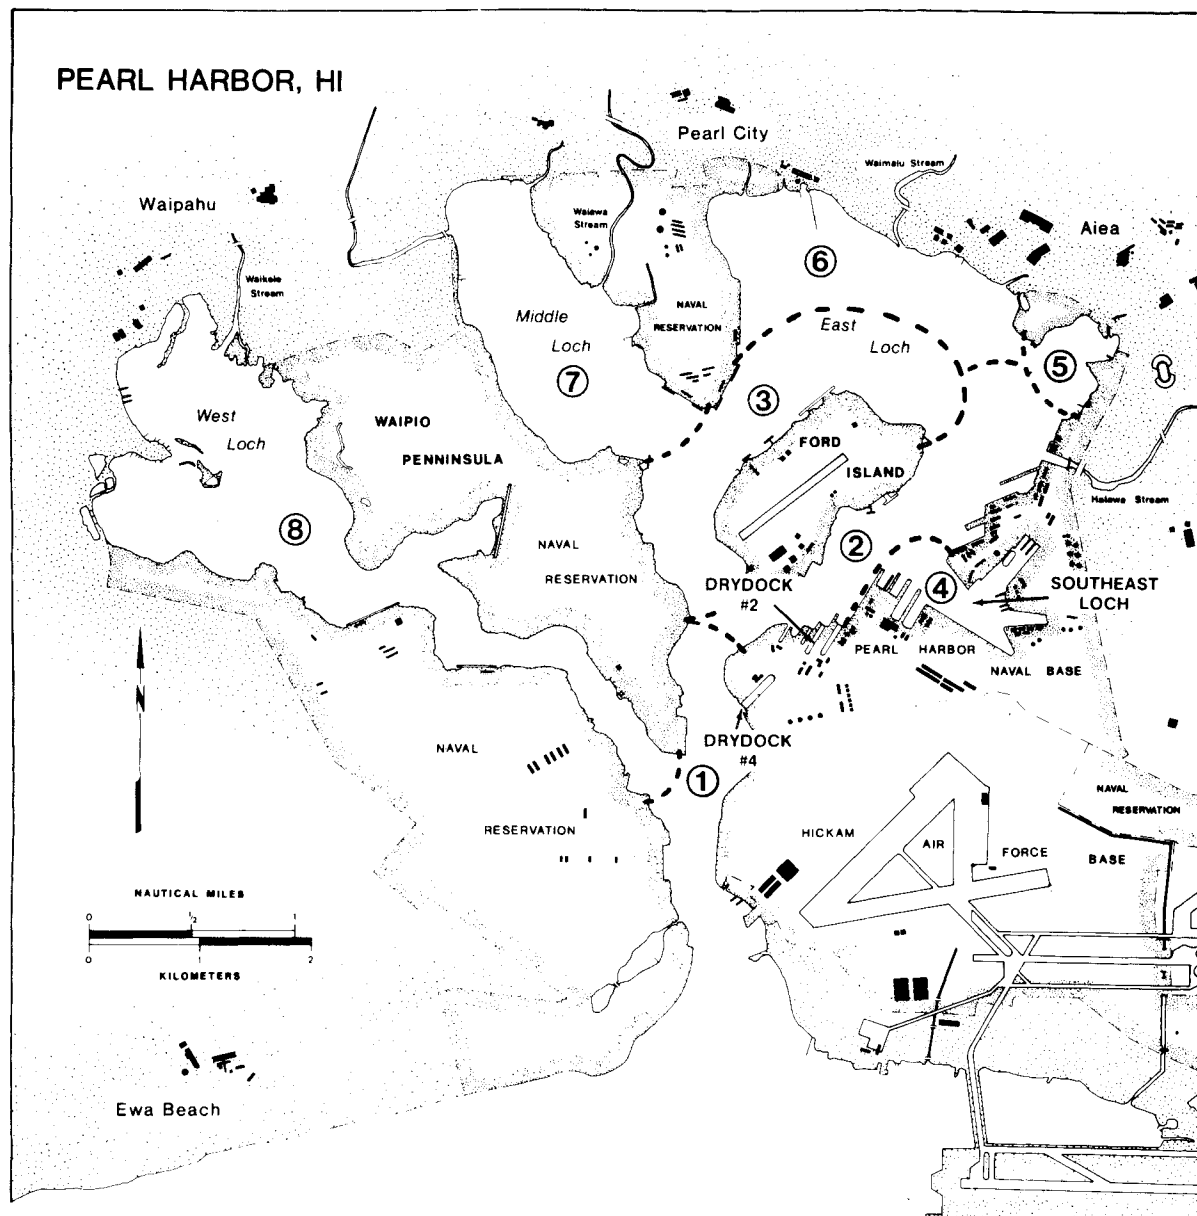 PEARL HARBOR, HI
Pearl City
Waimalu Stream
Waipahu
Waiawa
Stream
Aiea
Waikele
Stream
6
Middle
Loch
NAVAL
RESERVATION
East
Loch
7
5
3
West
Loch
WAIPIO
PENNINSULA
FORD
ISLAND
Halawa Stream
8
NAVAL
RESERVATION
2
DRYDOCK
#2
4
SOUTHEAST
LOCH
PEARL HARBOR
NAVAL BASE
NAVAL
RESERVATION
DRYDOCK
#4
1
NAVAL
RESERVATION
HICKAM AIR FORCE BASE
N
NAUTICAL MILES
0 1/2 1
0 1 2
KILOMETERS
Ewa Beach